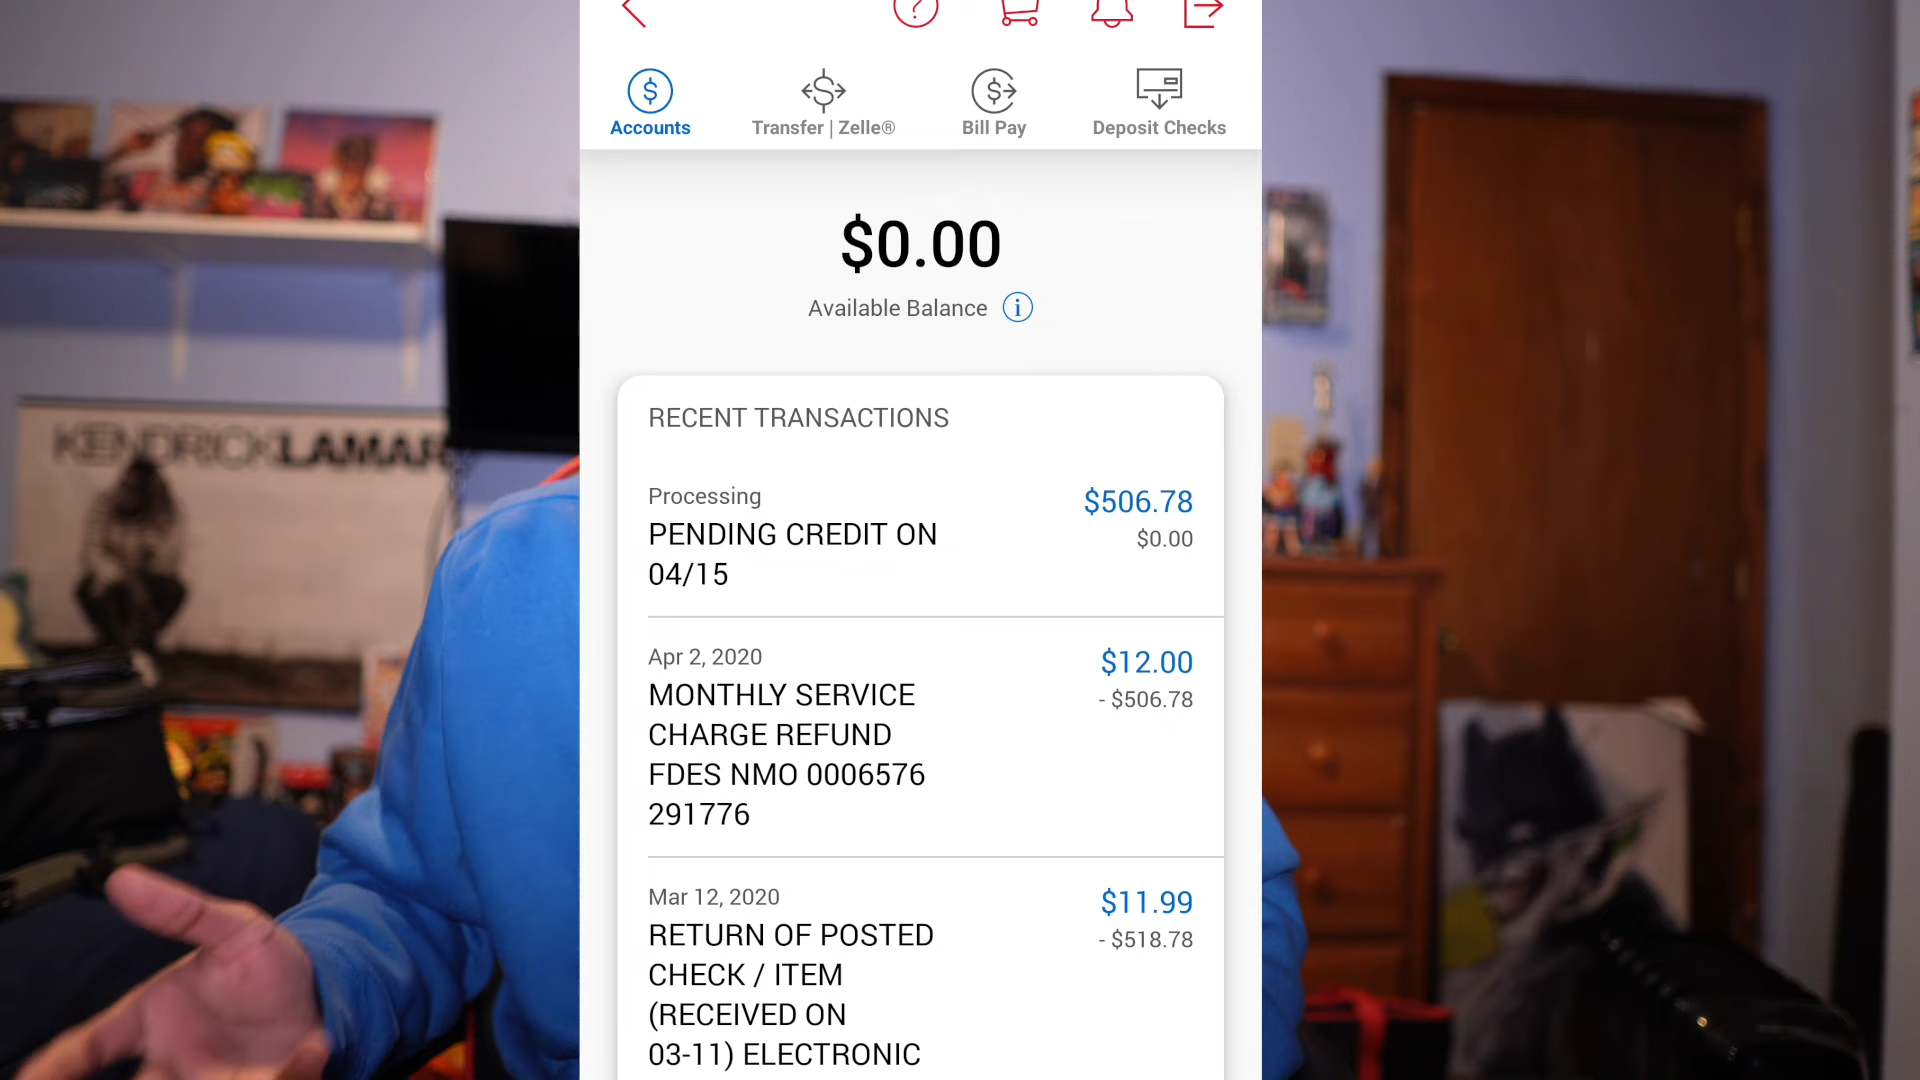 Accounts
Transfer | Zelle®
Bill Pay
Deposit Checks
$0.00
Available Balance
RECENT TRANSACTIONS
Processing
$506.78
PENDING CREDIT ON
$0.00
04/15
Apr 2, 2020
$12.00
MONTHLY SERVICE
- $506.78
CHARGE REFUND
FDES NMO 0006576
291776
Mar 12, 2020
$11.99
RETURN OF POSTED
- $518.78
CHECK / ITEM
(RECEIVED ON
03-11) ELECTRONIC
KENDRICK LAMAR